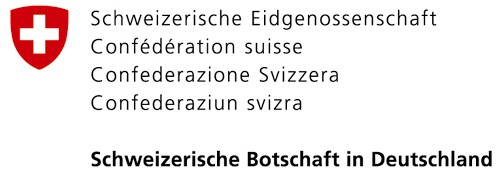 Schweizerische Eidgenossenschaft
Confédération suisse
Confederazione Svizzera
Confederaziun svizra
Schweizerische Botschaft in Deutschland